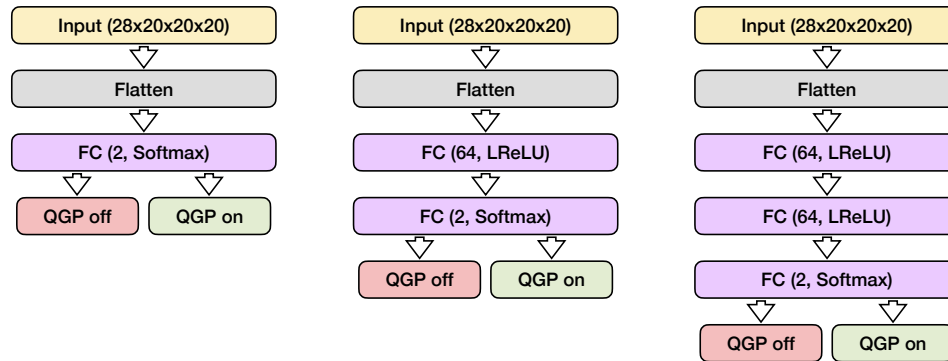 Input (28x20x20x20)
Flatten
FC (2, Softmax)
QGP off
QGP on
Input (28x20x20x20)
Flatten
FC (64, LReLU)
FC (2, Softmax)
QGP off
QGP on
Input (28x20x20x20)
Flatten
FC (64, LReLU)
FC (64, LReLU)
FC (2, Softmax)
QGP off
QGP on